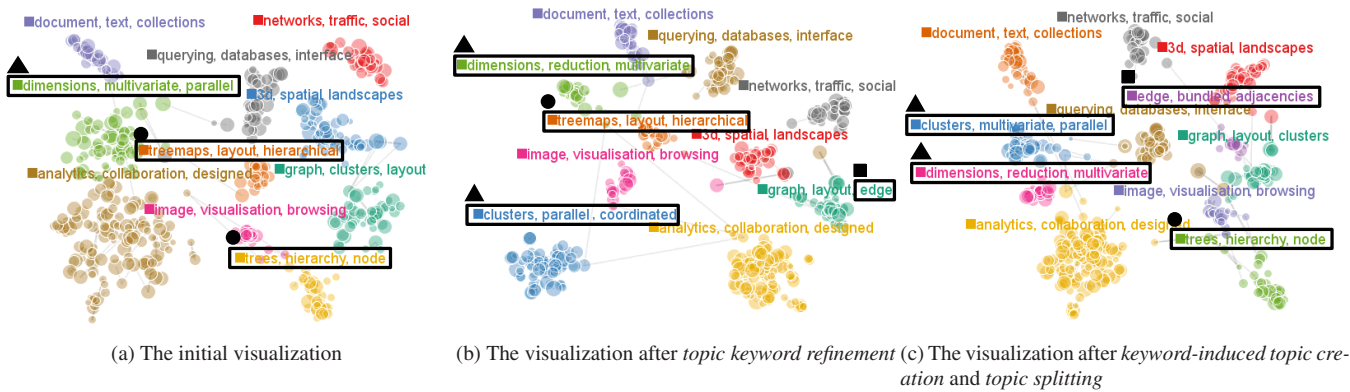 document, text, collections
networks, traffic, social
querying, databases, interface
dimensions, multivariate, parallel
3d, spatial landscapes
treemaps, layout, hierarchical
analytics, collaboration, designed
graph, clusters, layout
image, visualisation, browsing
trees, hierarchy, node
(a) The initial visualization
document, text, collections
querying, databases, interface
dimensions, reduction, multivariate
networks, traffic, social
treemaps, layout, hierarchical
3d, spatial, landscapes
image, visualisation, browsing
graph, layout, edge
clusters, parallel . coordinated
analytics, collaboration, designed
(b) The visualization after topic keyword refinement
networks, traffic, social
document, text, collections
3d, spatial, landscapes
edge, bundled, adjacencies
querying, databases, interface
clusters, multivariate, parallel
graph, layout, clusters
dimensions, reduction, multivariate
image, visualisation, browsing
analytics, collaboration, designed
trees, hierarchy, node
(c) The visualization after keyword-induced topic cre-
ation and topic splitting